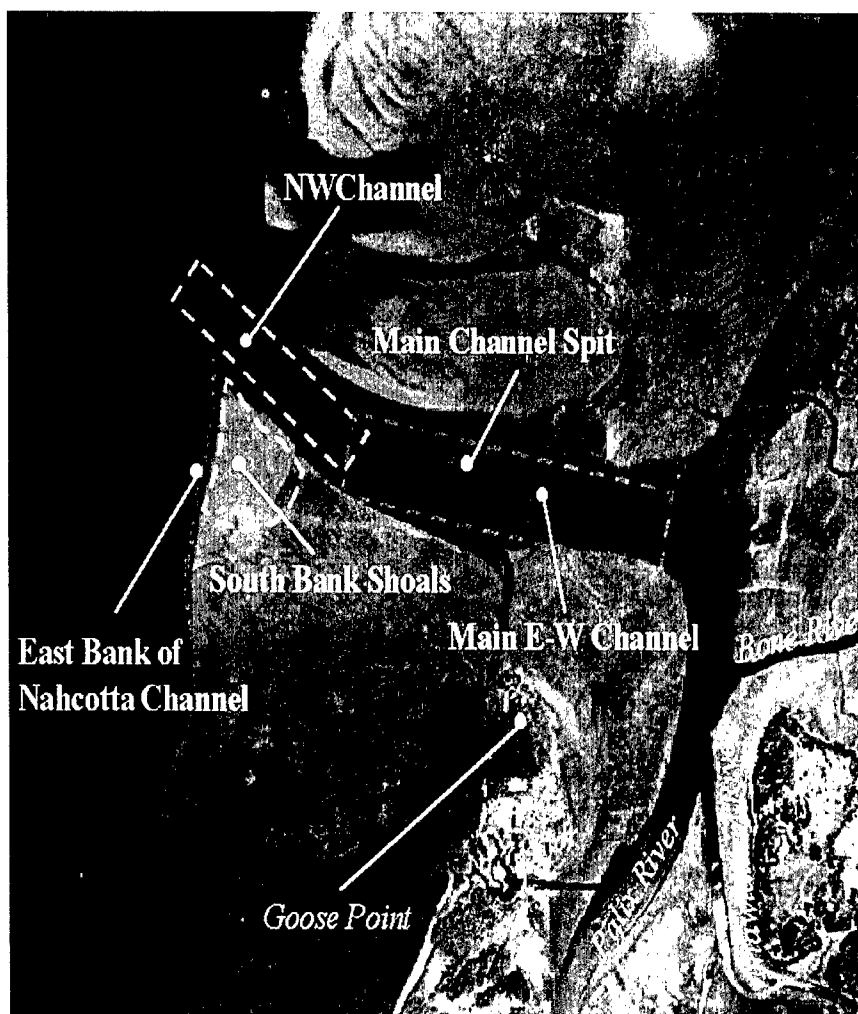 NWChannel
Main Channel Spit
South Bank Shoals
Main E-W Channel
East Bank of
Nahcotta Channel
Bone River
Goose Point
Palix River